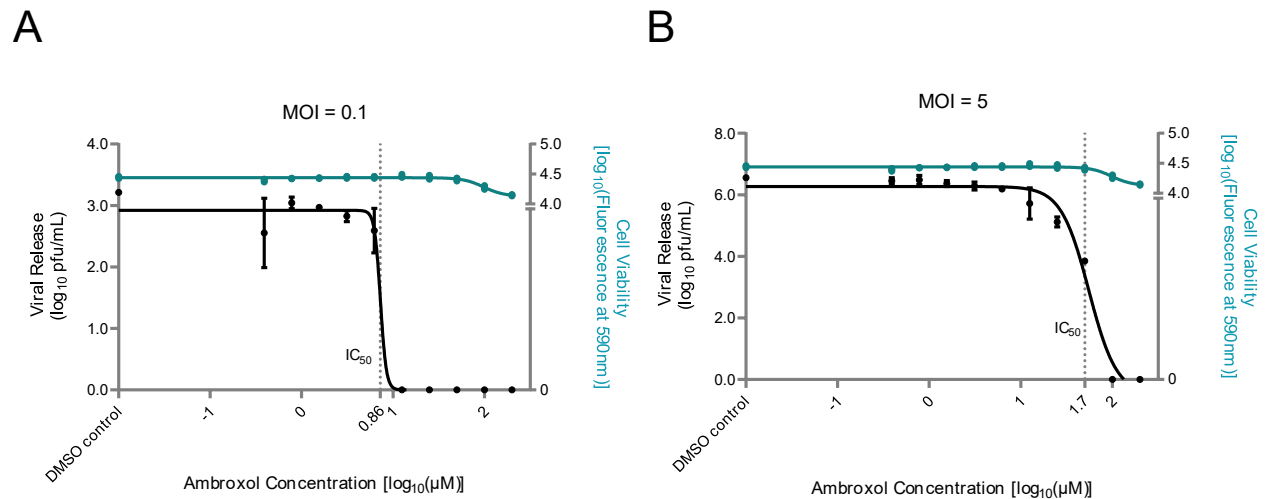 A
MOI = 0.1
4.0
3.0
2.0
1.0
0.0
Viral Release
(log10 pfu/mL)
5.0
4.5
4.0
0
Cell Viability
[log10(Fluorescence at 590nm)]
IC50
DMSO control
-1
0
0.86
1
2
Ambroxol Concentration [log10(µM)]
B
MOI = 5
8.0
6.0
4.0
2.0
0.0
Viral Release
(log10 pfu/mL)
5.0
4.5
4.0
0
Cell Viability
[log10(Fluorescence at 590nm)]
IC50
DMSO control
-1
0
1
1.7
2
Ambroxol Concentration [log10(µM)]